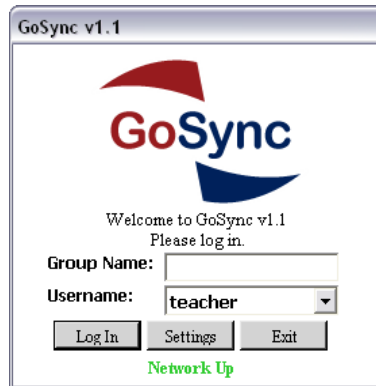 GoSync v1.1
GoSync
Welcome to GoSync v1.1
Please log in.
Group Name:
Username: teacher
Log In Settings Exit
Network Up